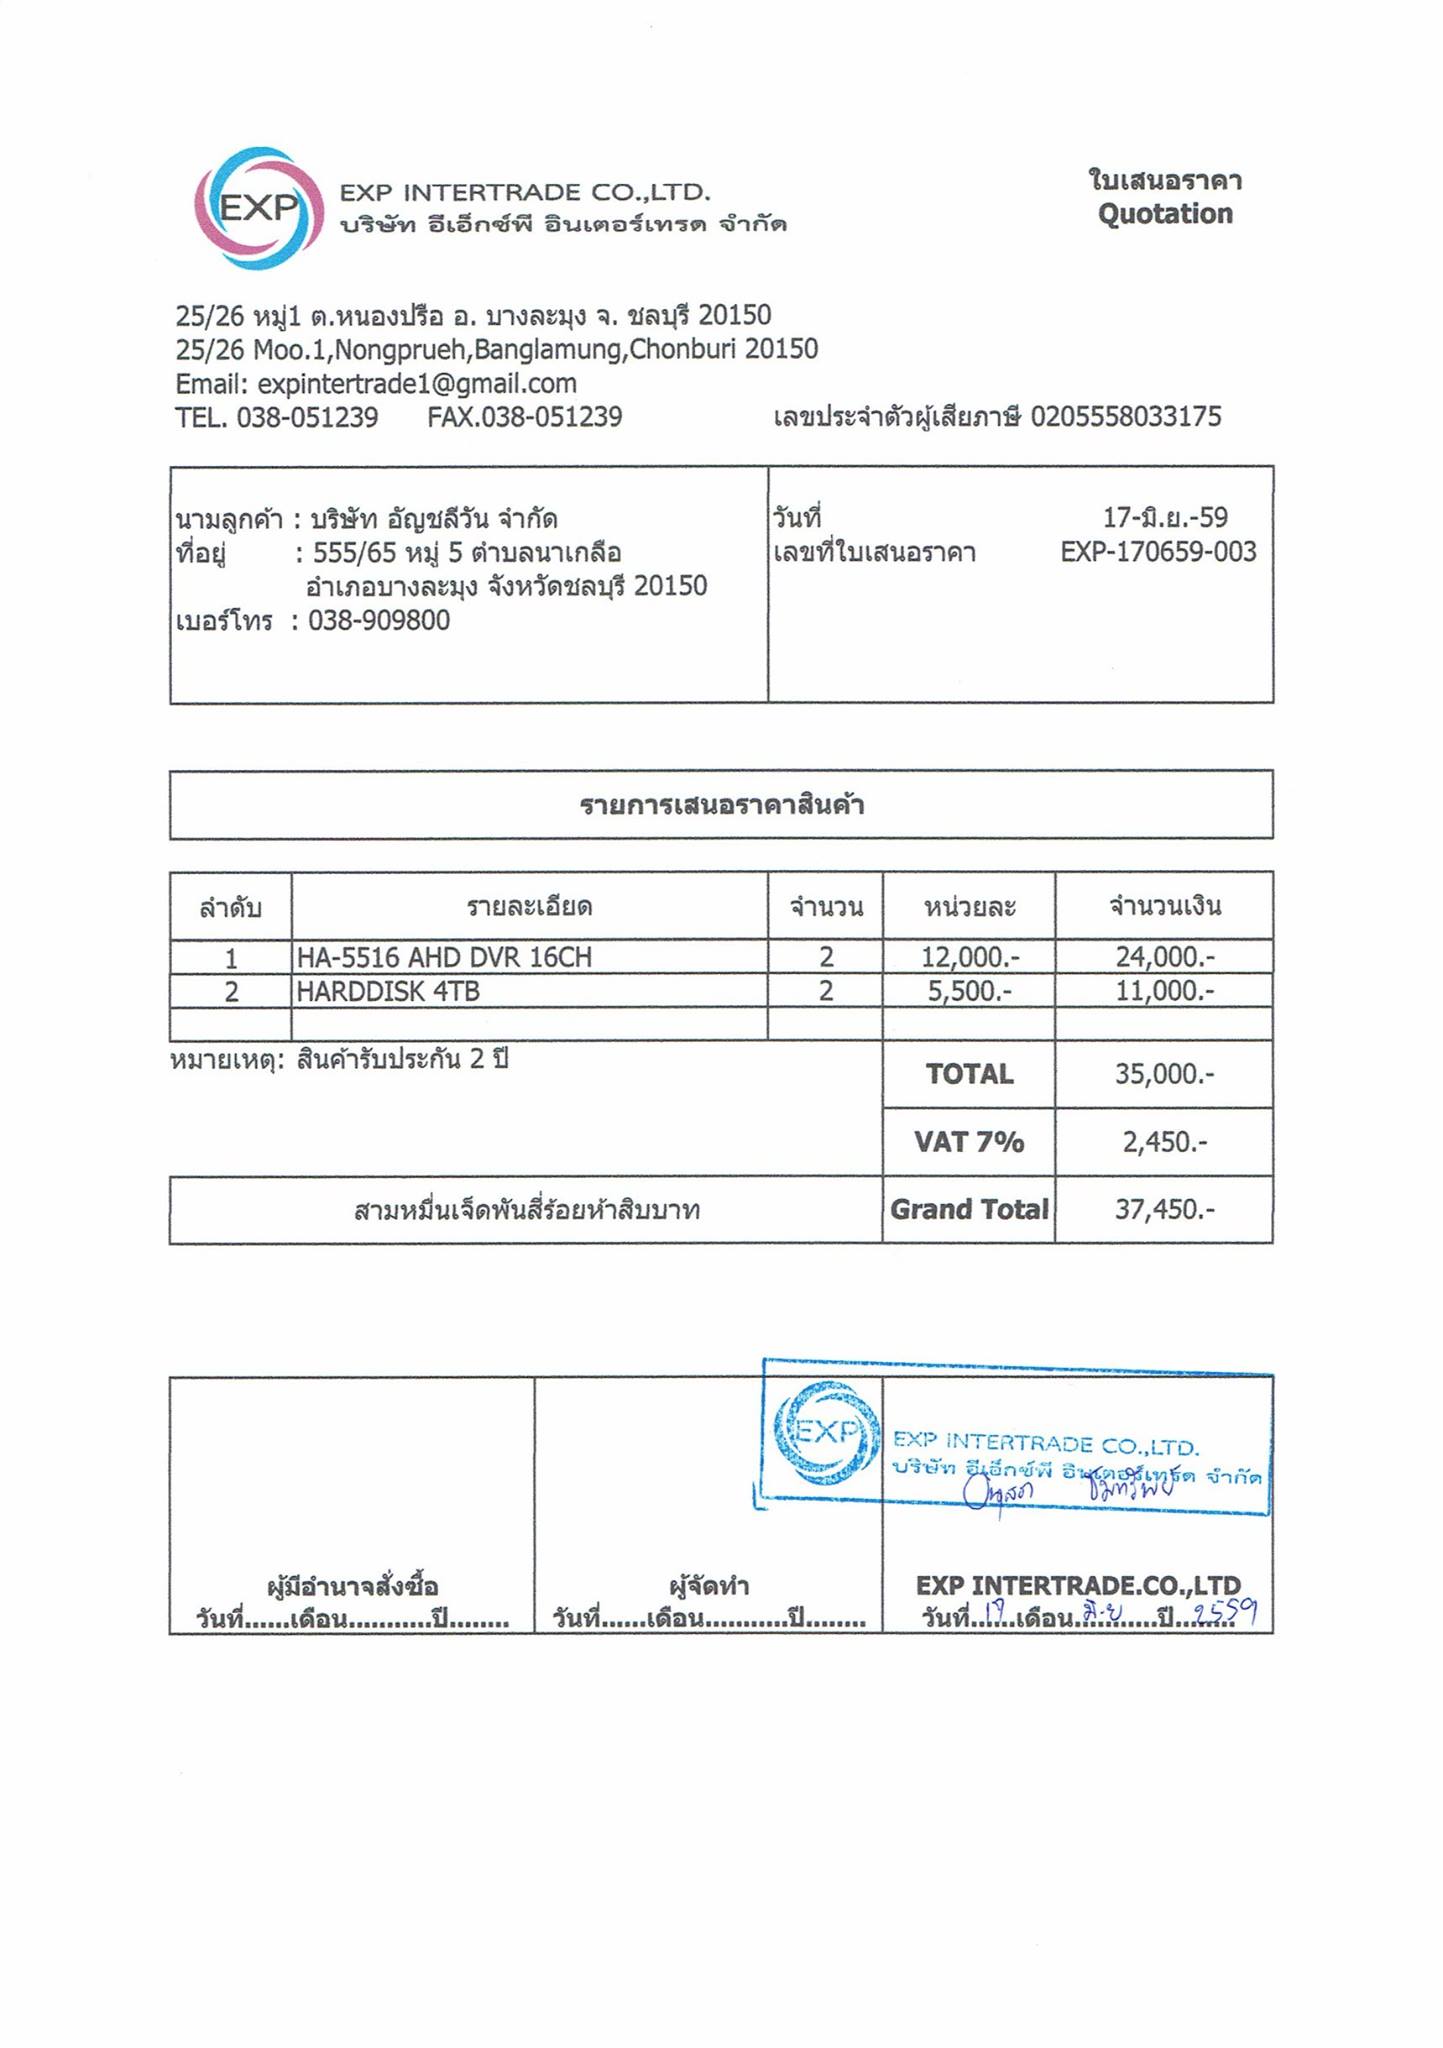 EXP
EXP INTERTRADE CO.,LTD.
บริษัท อีเอ็กซ์พี อินเตอร์เทรด จำกัด
ใบเสนอราคา
Quotation
25/26 หมู่1 ต.หนองปรือ อ. บางละมุง จ. ชลบุรี 20150
25/26 Moo.1,Nongprueh,Banglamung,Chonburi 20150
Email: expintertrade1@gmail.com
TEL. 038-051239 FAX.038-051239 เลขประจำตัวผู้เสียภาษี 0205558033175
นามลูกค้า : บริษัท อัญชลีวัน จำกัด
ที่อยู่ : 555/65 หมู่ 5 ตำบลนาเกลือ
อำเภอบางละมุง จังหวัดชลบุรี 20150
เบอร์โทร : 038-909800
วันที่ 17-มิ.ย.-59
เลขที่ใบเสนอราคา EXP-170659-003
รายการเสนอราคาสินค้า
ลำดับ รายละเอียด จำนวน หน่วยละ จำนวนเงิน
1 HA-5516 AHD DVR 16CH 2 12,000.- 24,000.-
2 HARDDISK 4TB 2 5,500.- 11,000.-
หมายเหตุ: สินค้ารับประกัน 2 ปี
TOTAL 35,000.-
VAT 7% 2,450.-
สามหมื่นเจ็ดพันสี่ร้อยห้าสิบบาท Grand Total 37,450.-
EXP
EXP INTERTRADE CO.,LTD.
บริษัท อีเอ็กซ์พี อินเตอร์เทรด จำกัด
ผู้มีอำนาจสั่งซื้อ
วันที่......เดือน...........ปี........
ผู้จัดทำ
วันที่......เดือน...........ปี........
EXP INTERTRADE.CO.,LTD
วันที่..17....เดือน.มิ.ย..........ปี..2559......